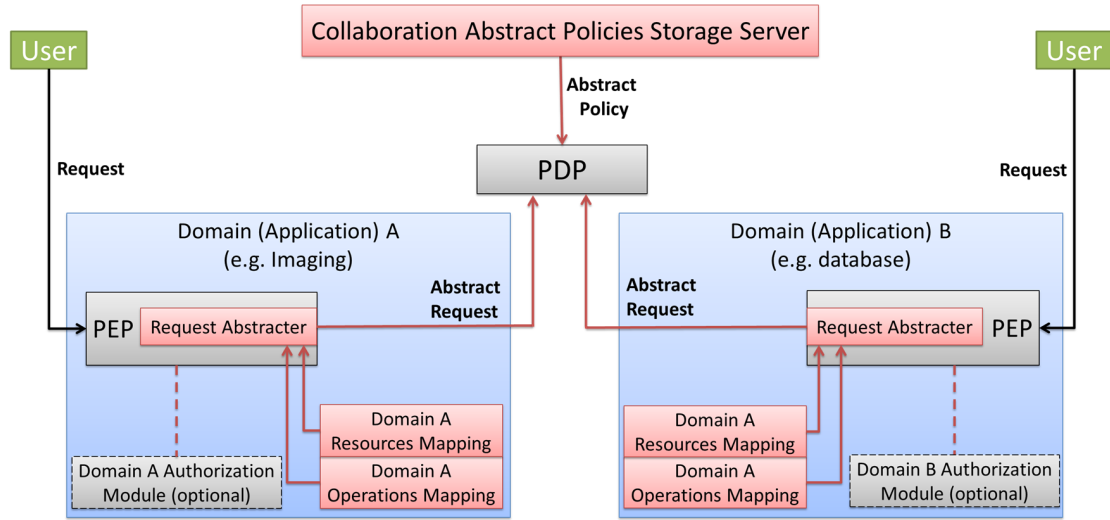 Collaboration Abstract Policies Storage Server
User
User
Abstract
Policy
Request
Request
PDP
Domain (Application) A
(e.g. Imaging)
Domain (Application) B
(e.g. database)
Abstract
Request
Abstract
Request
PEP
Request Abstracter
Request Abstracter
PEP
Domain A
Resources Mapping
Domain A
Operations Mapping
Domain A Authorization
Module (optional)
Domain A
Resources Mapping
Domain A
Operations Mapping
Domain B Authorization
Module (optional)